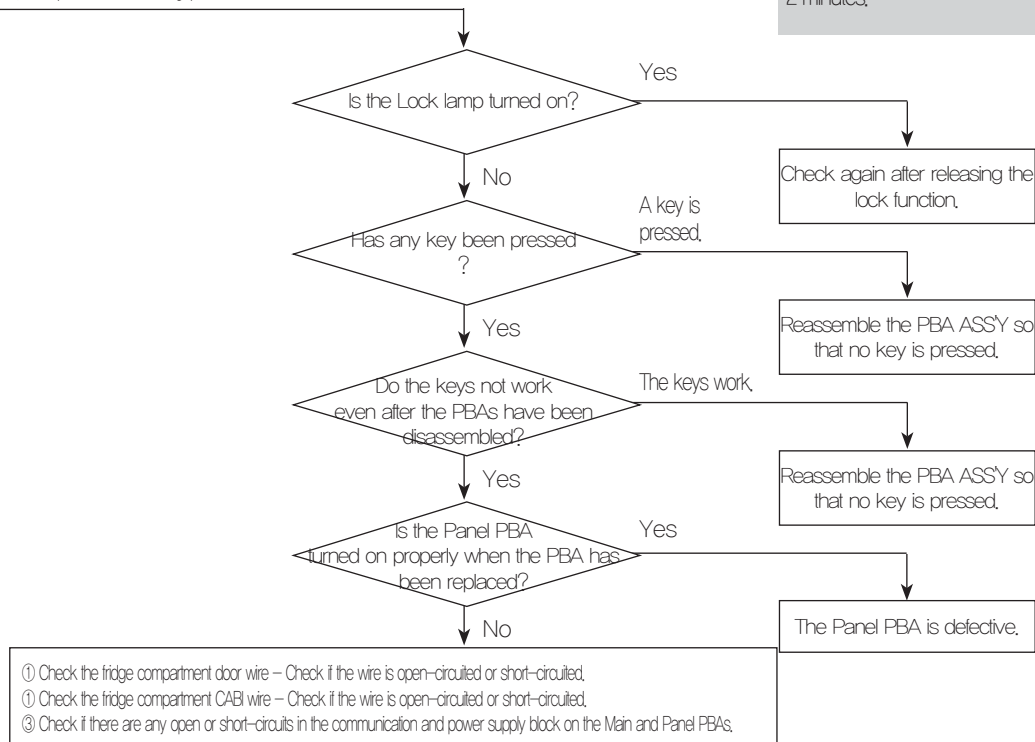 2 minutes.
Is the Lock lamp turned on?
Yes
Check again after releasing the
lock function.
No
Has any key been pressed
?
A key is
pressed.
Reassemble the PBA ASS'Y so
that no key is pressed.
Yes
Do the keys not work
even after the PBAs have been
disassembled?
The keys work.
Reassemble the PBA ASS'Y so
that no key is pressed.
Yes
Is the Panel PBA
turned on properly when the PBA has
been replaced?
Yes
The Panel PBA is defective.
No
① Check the fridge compartment door wire – Check if the wire is open-circuited or short-circuited.
① Check the fridge compartment CABI wire – Check if the wire is open-circuited or short-circuited.
③ Check if there are any open or short-circuits in the communication and power supply block on the Main and Panel PBAs.